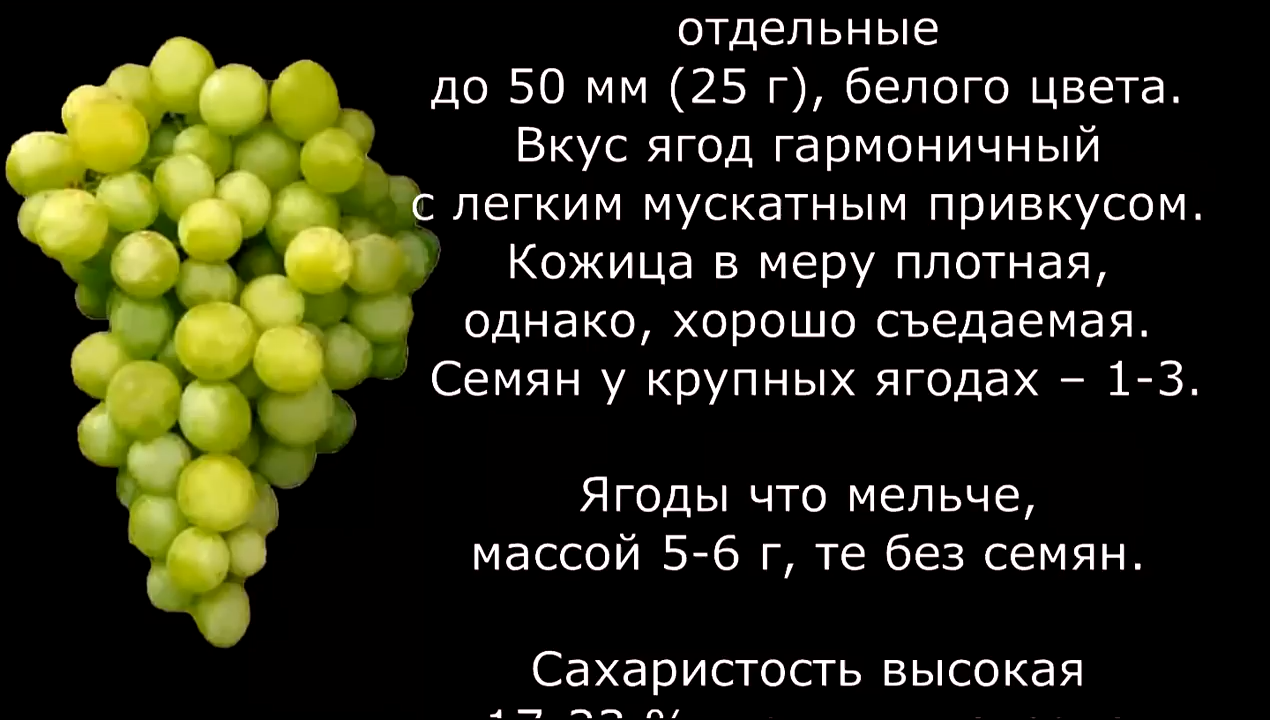 отдельные
до 50 мм (25 г), белого цвета.
Вкус ягод гармоничный
с легким мускатным привкусом.
Кожица в меру плотная,
однако, хорошо съедаемая.
Семян у крупных ягодах – 1-3.
Ягоды что мельче,
массой 5-6 г, те без семян.
Сахаристость высокая